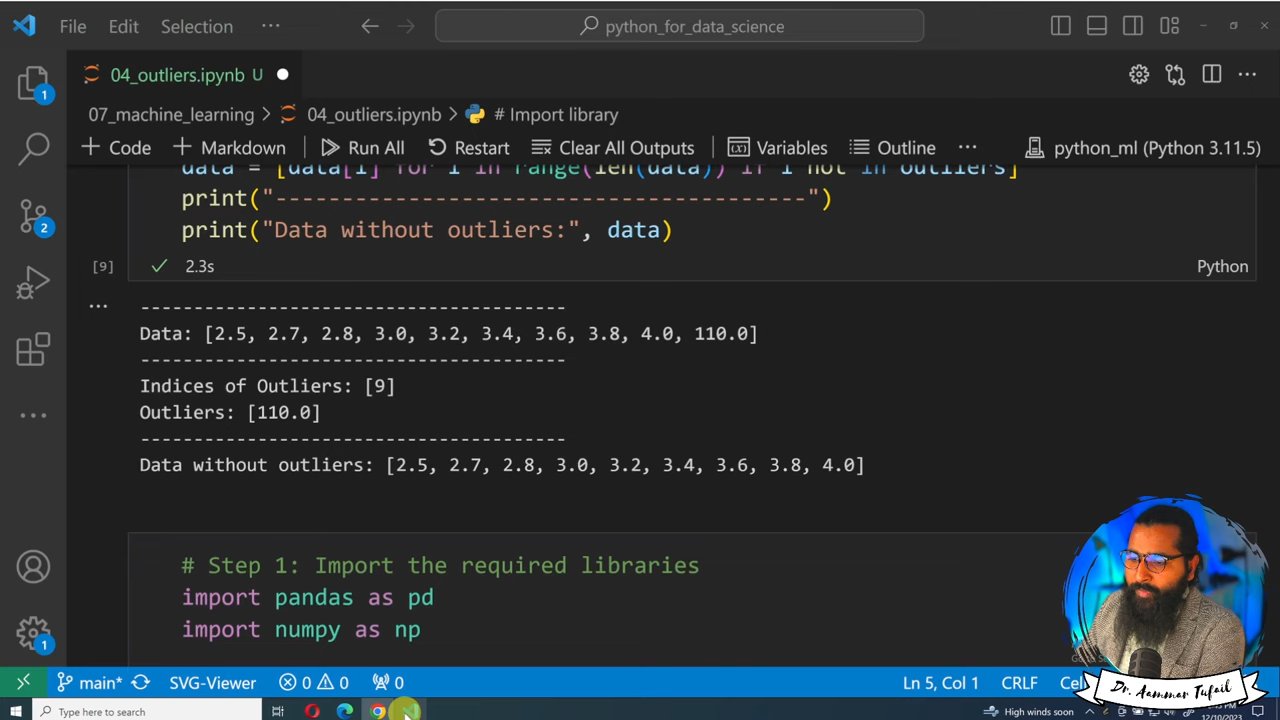 File Edit Selection ···
python_for_data_science
04_outliers.ipynb U
07_machine_learning > 04_outliers.ipynb > # Import library
+ Code + Markdown Run All Restart Clear All Outputs Variables Outline ··· python_ml (Python 3.11.5)
data = [data[i] for i in range(len(data)) if i not in outliers]
print("---------------------------------------")
print("Data without outliers:", data)
[9] 2.3s Python
----------------------------------------
Data: [2.5, 2.7, 2.8, 3.0, 3.2, 3.4, 3.6, 3.8, 4.0, 110.0]
----------------------------------------
Indices of Outliers: [9]
Outliers: [110.0]
----------------------------------------
Data without outliers: [2.5, 2.7, 2.8, 3.0, 3.2, 3.4, 3.6, 3.8, 4.0]
# Step 1: Import the required libraries
import pandas as pd
import numpy as np
1
2
1
main* SVG-Viewer 0 0 0 Ln 5, Col 1 CRLF
Dr. Aammar Tufail
Type here to search High winds soon
12/10/2023